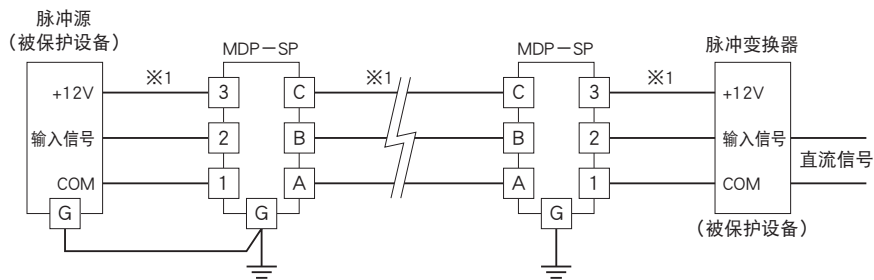 脉冲源
（被保护设备）
MDP－SP
MDP－SP
脉冲变换器
+12V
※1
3
C
※1
C
3
※1
+12V
输入信号
2
B
B
2
输入信号
直流信号
COM
1
A
A
1
COM
G
G
G
（被保护设备）